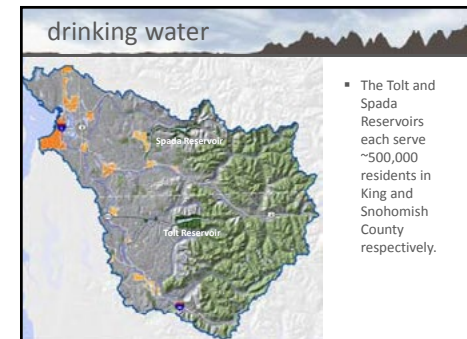 drinking water
Spada Reservoir
Tolt Reservoir
▪ The Tolt and
Spada
Reservoirs
each serve
~500,000
residents in
King and
Snohomish
County
respectively.